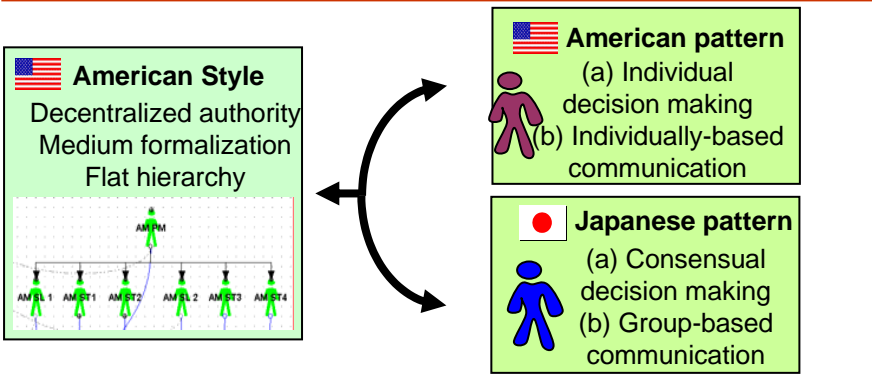 American Style
Decentralized authority
Medium formalization
Flat hierarchy
AM PM
AM SL 1
AM ST1
AM ST2
AM SL 2
AM ST3
AM ST4
American pattern
(a) Individual
decision making
(b) Individually-based
communication
Japanese pattern
(a) Consensual
decision making
(b) Group-based
communication